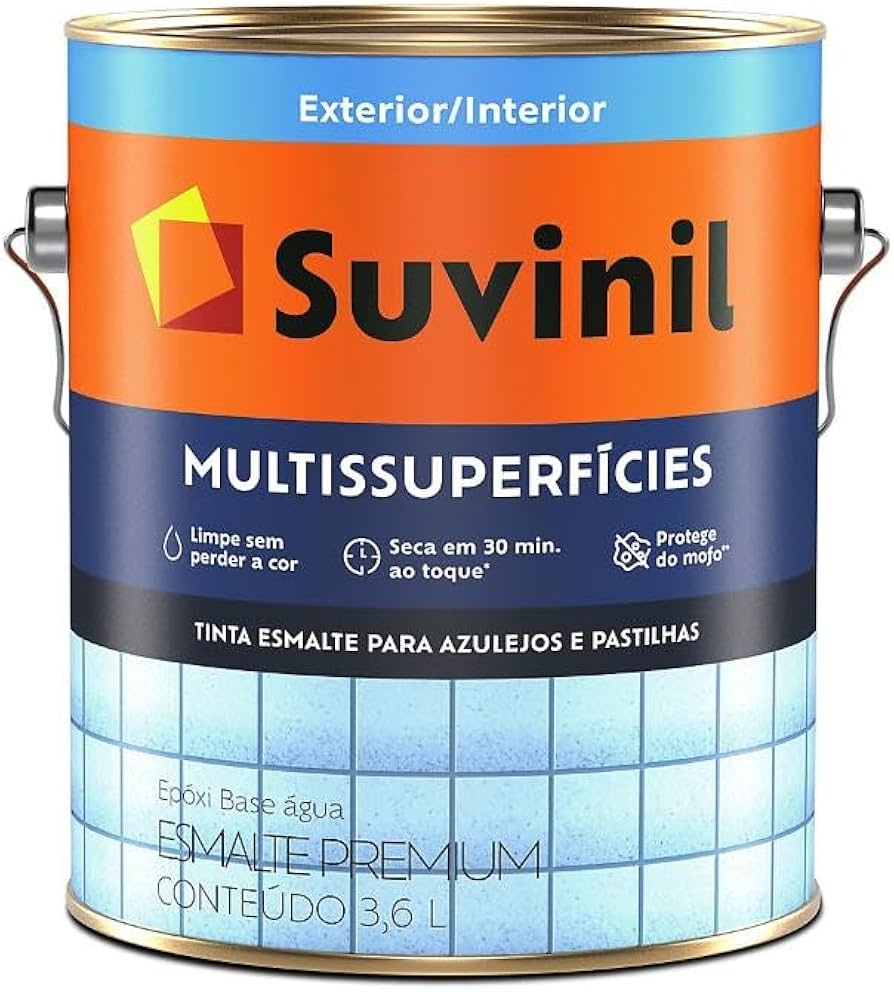 Exterior/Interior
Suvinil
MULTISSUPERFÍCIES
Limpe sem
perder a cor
Seca em 30 min.
ao toque*
Protege
do mofo**
TINTA ESMALTE PARA AZULEJOS E PASTILHAS
Epóxi Base água
ESMALTE PREMIUM
CONTEÚDO 3,6 L